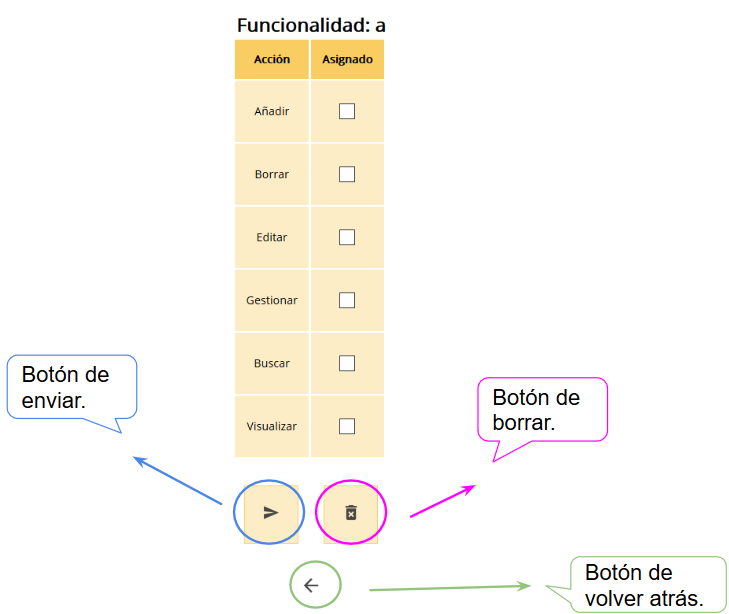 Funcionalidad: a
Acción Asignado
Añadir
Borrar
Editar
Gestionar
Buscar
Visualizar
Botón de
enviar.
Botón de
borrar.
Botón de
volver atrás.